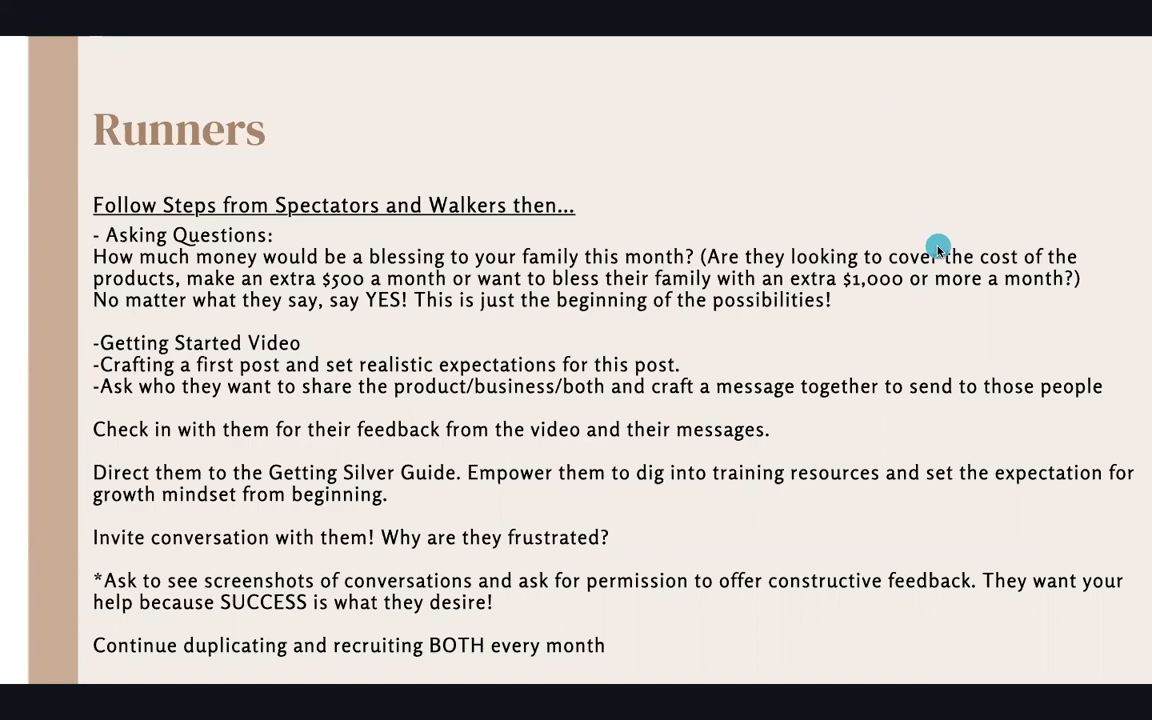 Runners
Follow Steps from Spectators and Walkers then...
- Asking Questions:
How much money would be a blessing to your family this month? (Are they looking to cover the cost of the
products, make an extra $500 a month or want to bless their family with an extra $1,000 or more a month?)
No matter what they say, say YES! This is just the beginning of the possibilities!
-Getting Started Video
-Crafting a first post and set realistic expectations for this post.
-Ask who they want to share the product/business/both and craft a message together to send to those people
Check in with them for their feedback from the video and their messages.
Direct them to the Getting Silver Guide. Empower them to dig into training resources and set the expectation for
growth mindset from beginning.
Invite conversation with them! Why are they frustrated?
*Ask to see screenshots of conversations and ask for permission to offer constructive feedback. They want your
help because SUCCESS is what they desire!
Continue duplicating and recruiting BOTH every month